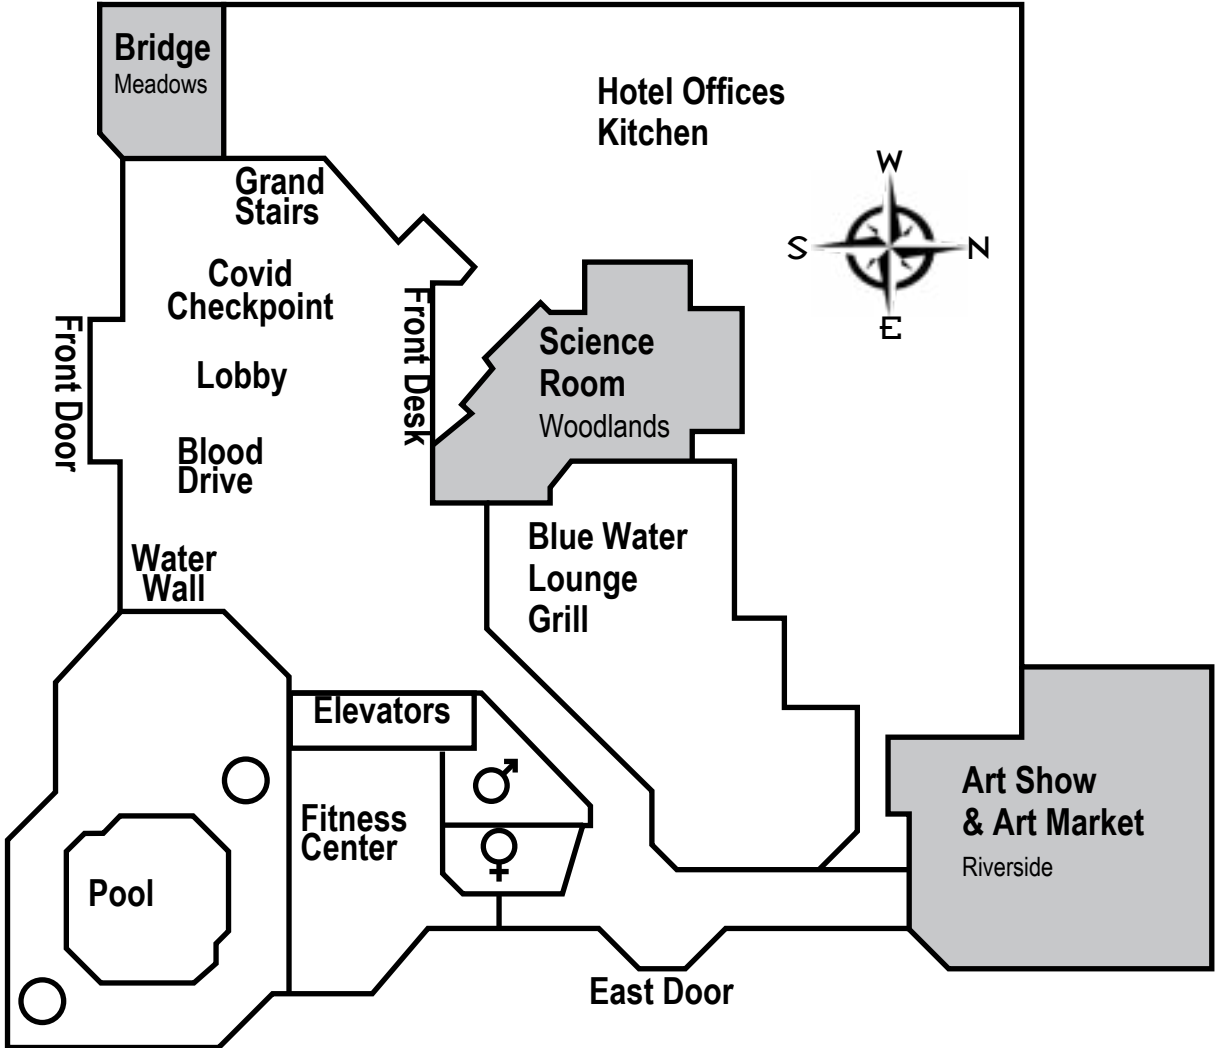 Bridge
Meadows
Hotel Offices
Kitchen
W
S
N
E
Grand
Stairs
Covid
Checkpoint
Front Door
Lobby
Front Desk
Science
Room
Woodlands
Blood
Drive
Water
Wall
Blue Water
Lounge
Grill
Elevators
Fitness
Center
Pool
Art Show
& Art Market
Riverside
East Door